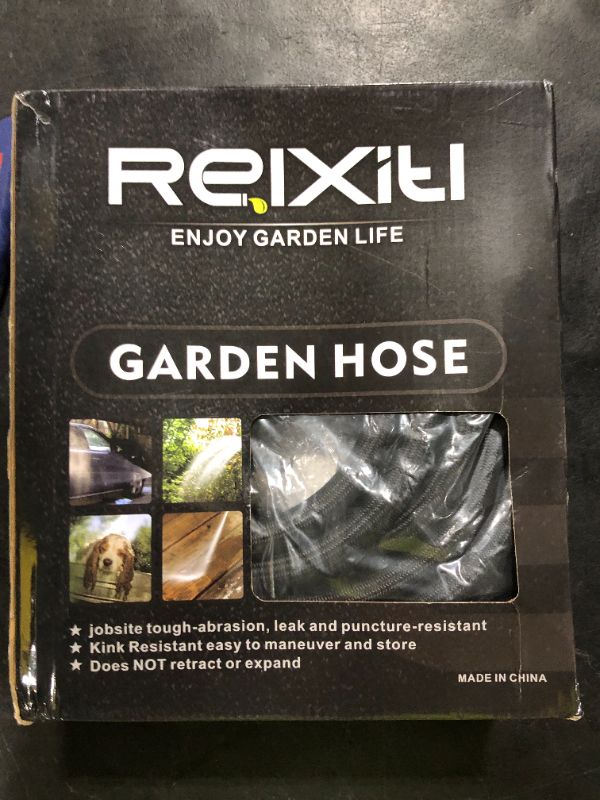 ReIXitl
ENJOY GARDEN LIFE
GARDEN HOSE
★ jobsite tough-abrasion, leak and puncture-resistant
★ Kink Resistant easy to maneuver and store
★ Does NOT retract or expand
MADE IN CHINA